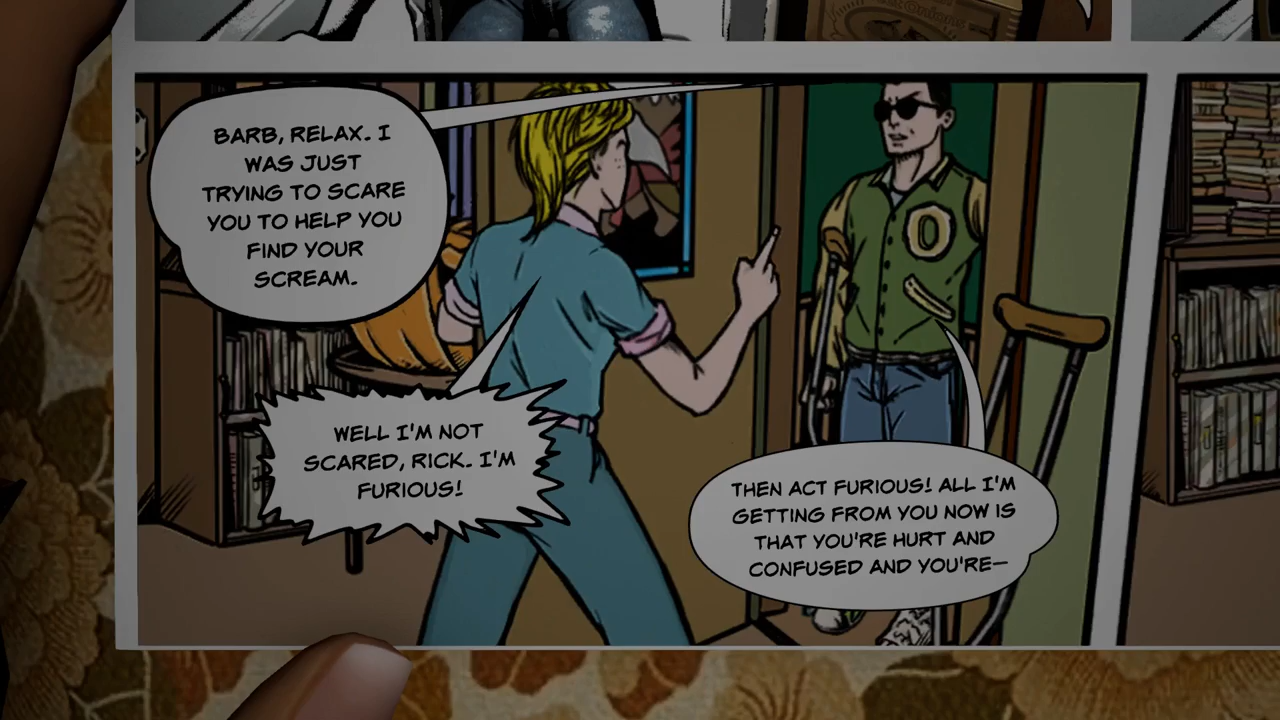 BARB, RELAX. I
WAS JUST
TRYING TO SCARE
YOU TO HELP YOU
FIND YOUR
SCREAM.
O
WELL I'M NOT
SCARED, RICK. I'M
FURIOUS!
THEN ACT FURIOUS! ALL I'M
GETTING FROM YOU NOW IS
THAT YOU'RE HURT AND
CONFUSED AND YOU'RE—